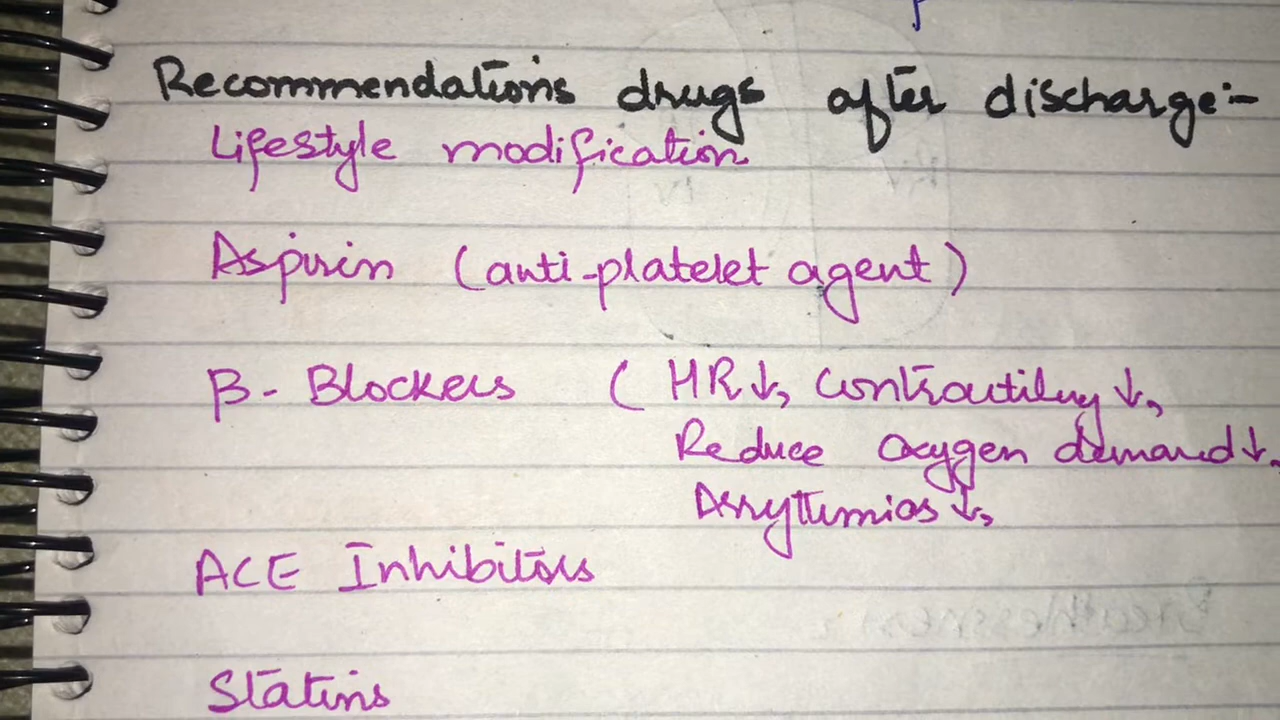 Recommendations drugs after discharge:-
Lifestyle modification
Aspirin (anti-platelet agent)
β- Blockers ( HR↓, Contractility ↓,
Reduce oxygen demand↓,
Arrythmias ↓,
ACE Inhibitors
Statins